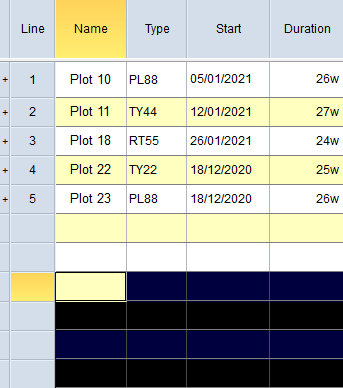 Line Name Type Start Duration
+ 1 Plot 10 PL88 05/01/2021 26w
+ 2 Plot 11 TY44 12/01/2021 27w
+ 3 Plot 18 RT55 26/01/2021 24w
+ 4 Plot 22 TY22 18/12/2020 25w
+ 5 Plot 23 PL88 18/12/2020 26w